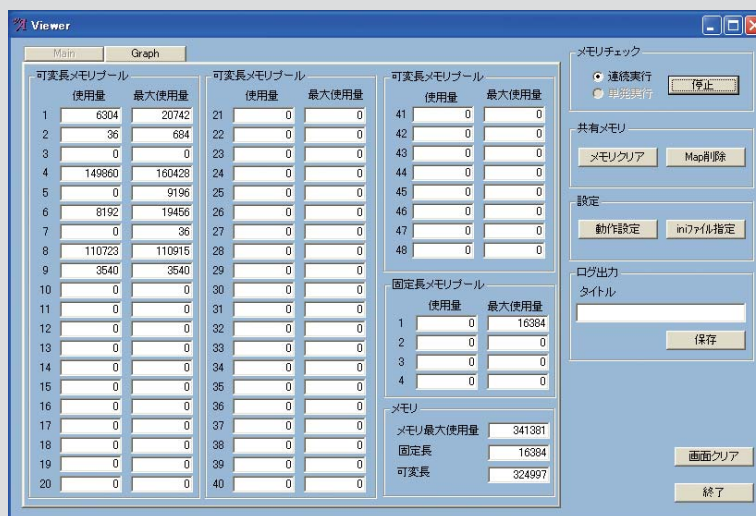 Viewer
Main Graph
可変長メモリプール
使用量 最大使用量
1 6304 20742
2 36 684
3 0 0
4 149860 160428
5 0 9196
6 8192 19456
7 0 36
8 110723 110915
9 3540 3540
10 0 0
11 0 0
12 0 0
13 0 0
14 0 0
15 0 0
16 0 0
17 0 0
18 0 0
19 0 0
20 0 0
可変長メモリプール
使用量 最大使用量
21 0 0
22 0 0
23 0 0
24 0 0
25 0 0
26 0 0
27 0 0
28 0 0
29 0 0
30 0 0
31 0 0
32 0 0
33 0 0
34 0 0
35 0 0
36 0 0
37 0 0
38 0 0
39 0 0
40 0 0
可変長メモリプール
使用量 最大使用量
41 0 0
42 0 0
43 0 0
44 0 0
45 0 0
46 0 0
47 0 0
48 0 0
固定長メモリプール
使用量 最大使用量
1 0 16384
2 0 0
3 0 0
4 0 0
メモリ
メモリ最大使用量 341381
固定長 16384
可変長 324997
メモリチェック
連続実行
単発実行
停止
共有メモリ
メモリクリア Map削除
設定
動作設定 iniファイル指定
ログ出力
タイトル
保存
画面クリア
終了